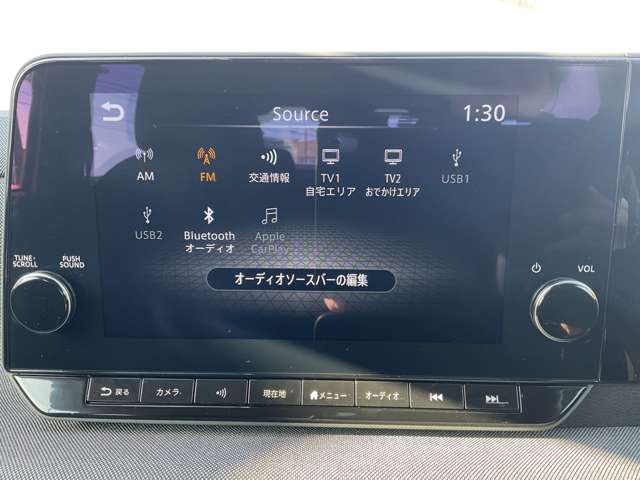 Source
1:30
AM
FM
交通情報
TV1
自宅エリア
TV2
おでかけエリア
USB1
USB2
Bluetooth
オーディオ
Apple
CarPlay
オーディオソースバーの編集
TUNE・
SCROLL
PUSH
SOUND
VOL
戻る
カメラ
現在地
メニュー
オーディオ